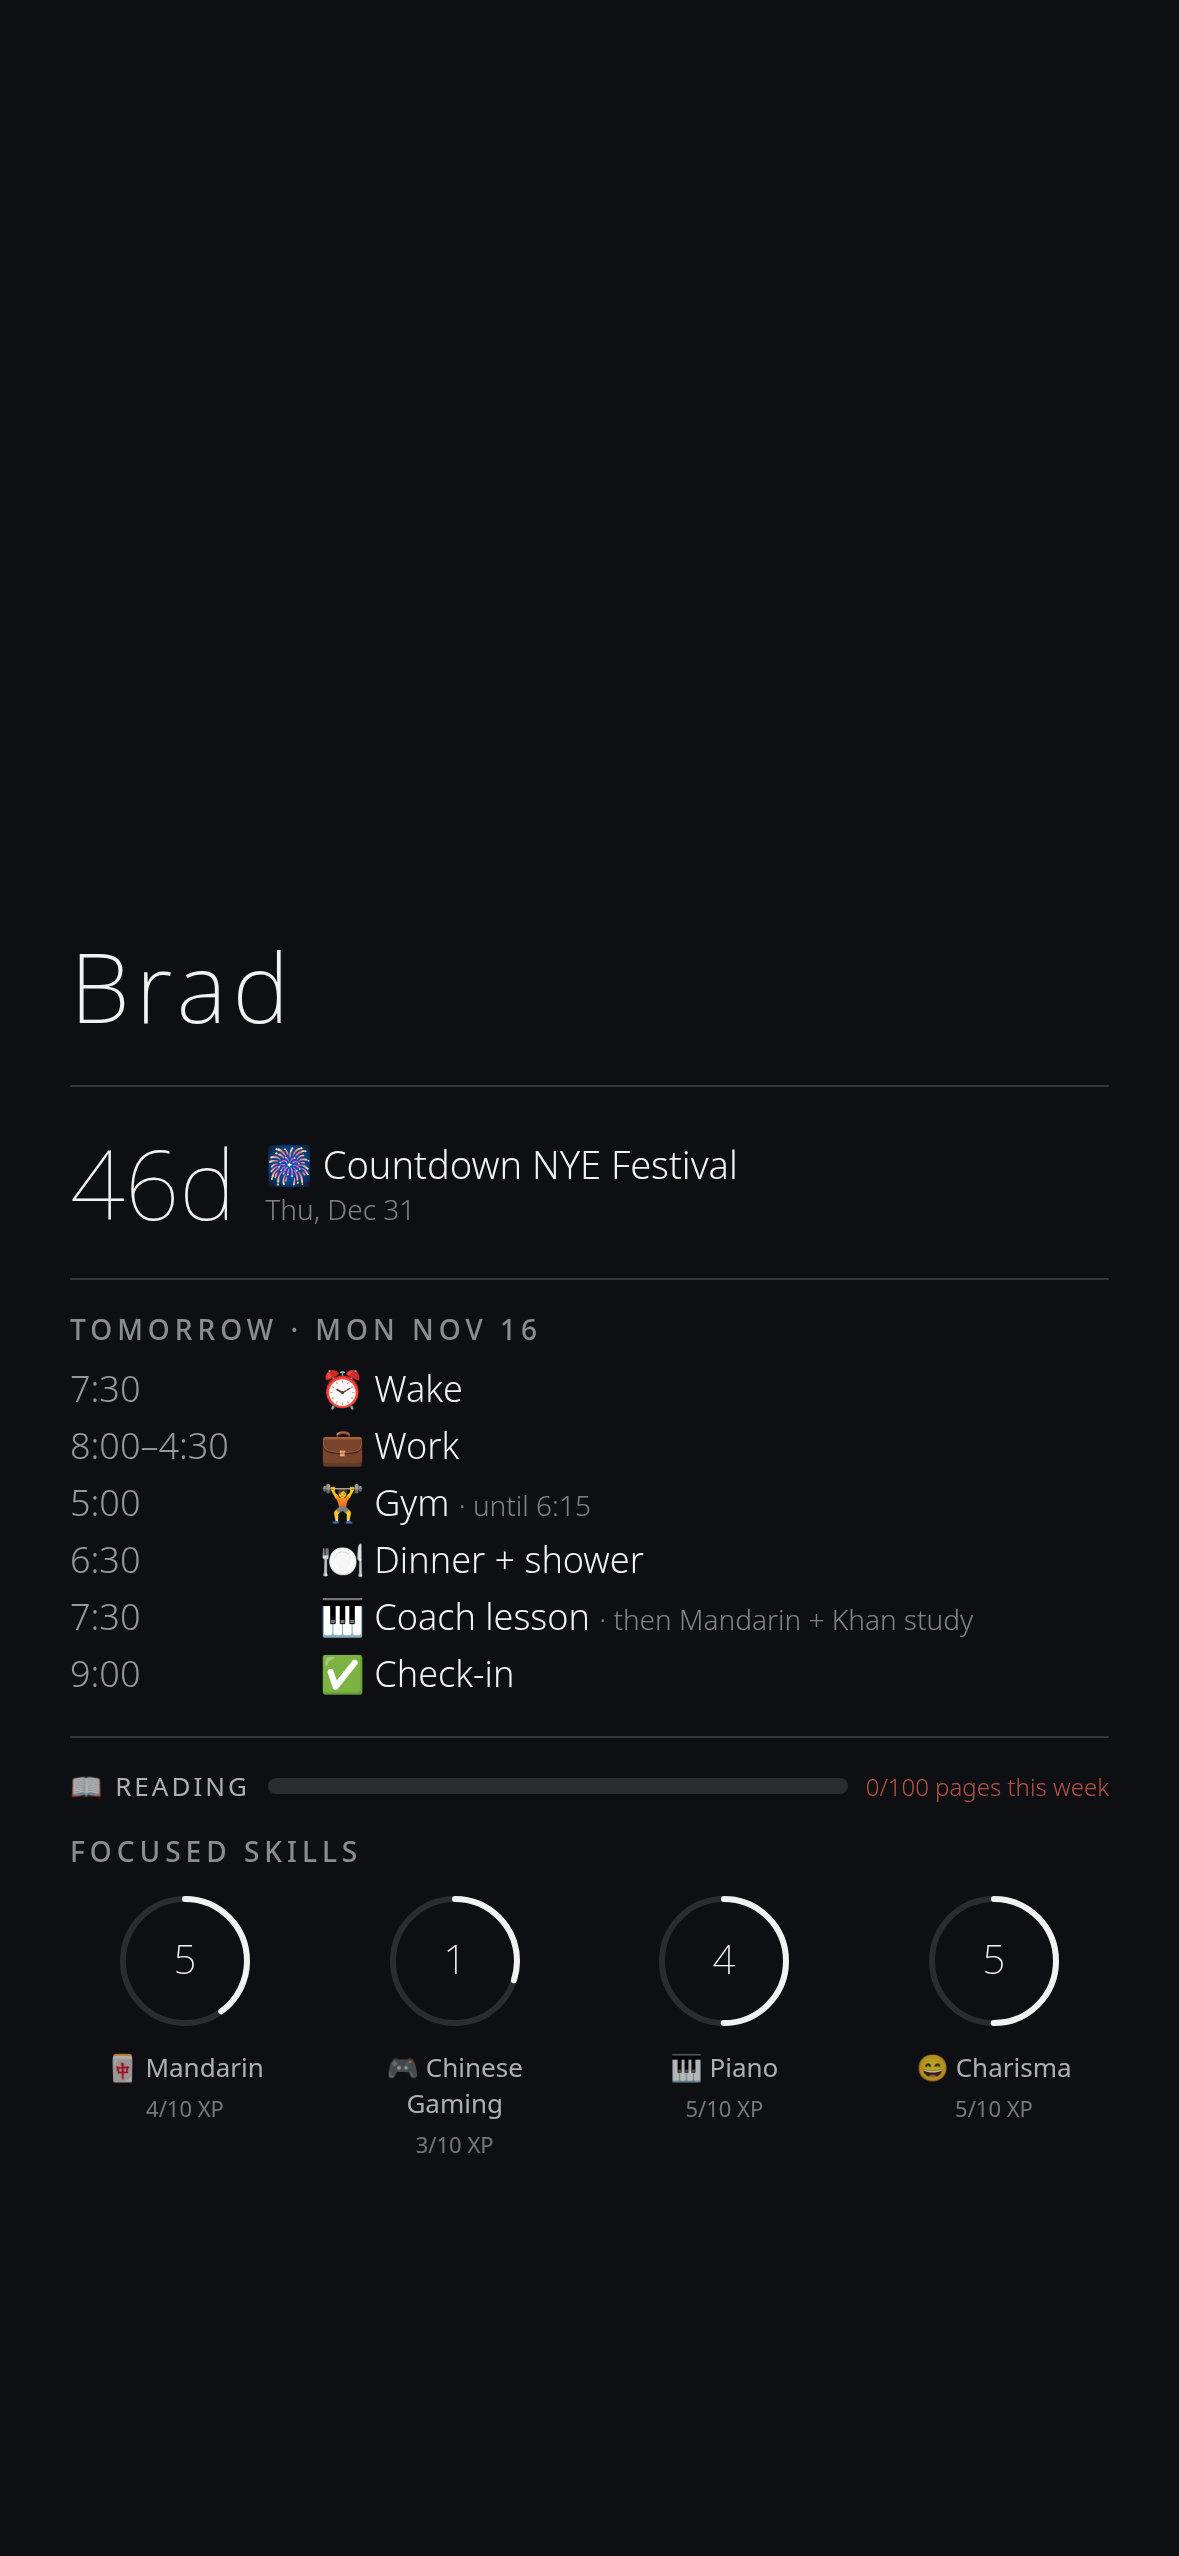 Brad
46d
🎆 Countdown NYE Festival
Thu, Dec 31
TOMORROW · MON NOV 16
7:30 ⏰ Wake
8:00–4:30 💼 Work
5:00 🏋️ Gym · until 6:15
6:30 🍽️ Dinner + shower
7:30 🎹 Coach lesson · then Mandarin + Khan study
9:00 ✅ Check-in
📖 READING 0/100 pages this week
FOCUSED SKILLS
5 1 4 5
🀄 Mandarin
4/10 XP
🎮 Chinese
Gaming
3/10 XP
🎹 Piano
5/10 XP
😄 Charisma
5/10 XP